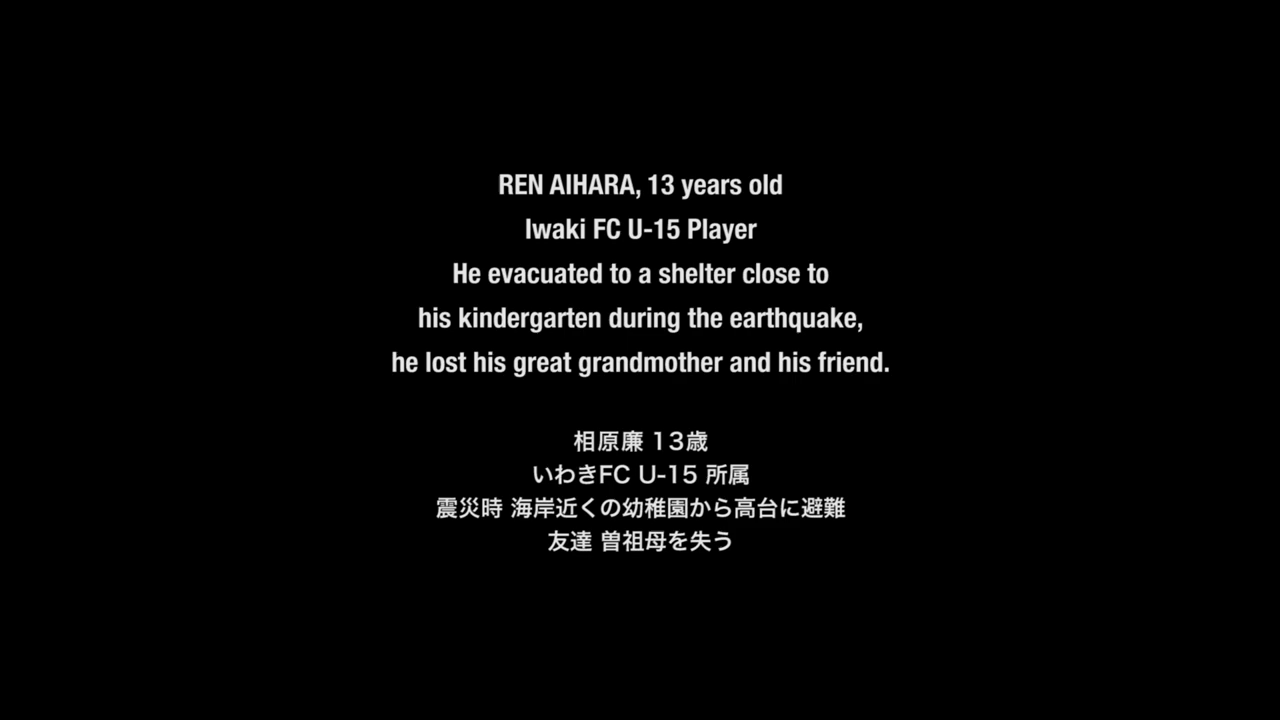 REN AIHARA, 13 years old
Iwaki FC U-15 Player
He evacuated to a shelter close to
his kindergarten during the earthquake,
he lost his great grandmother and his friend.
相原廉 13歳
いわきFC U-15 所属
震災時 海岸近くの幼稚園から高台に避難
友達 曽祖母を失う